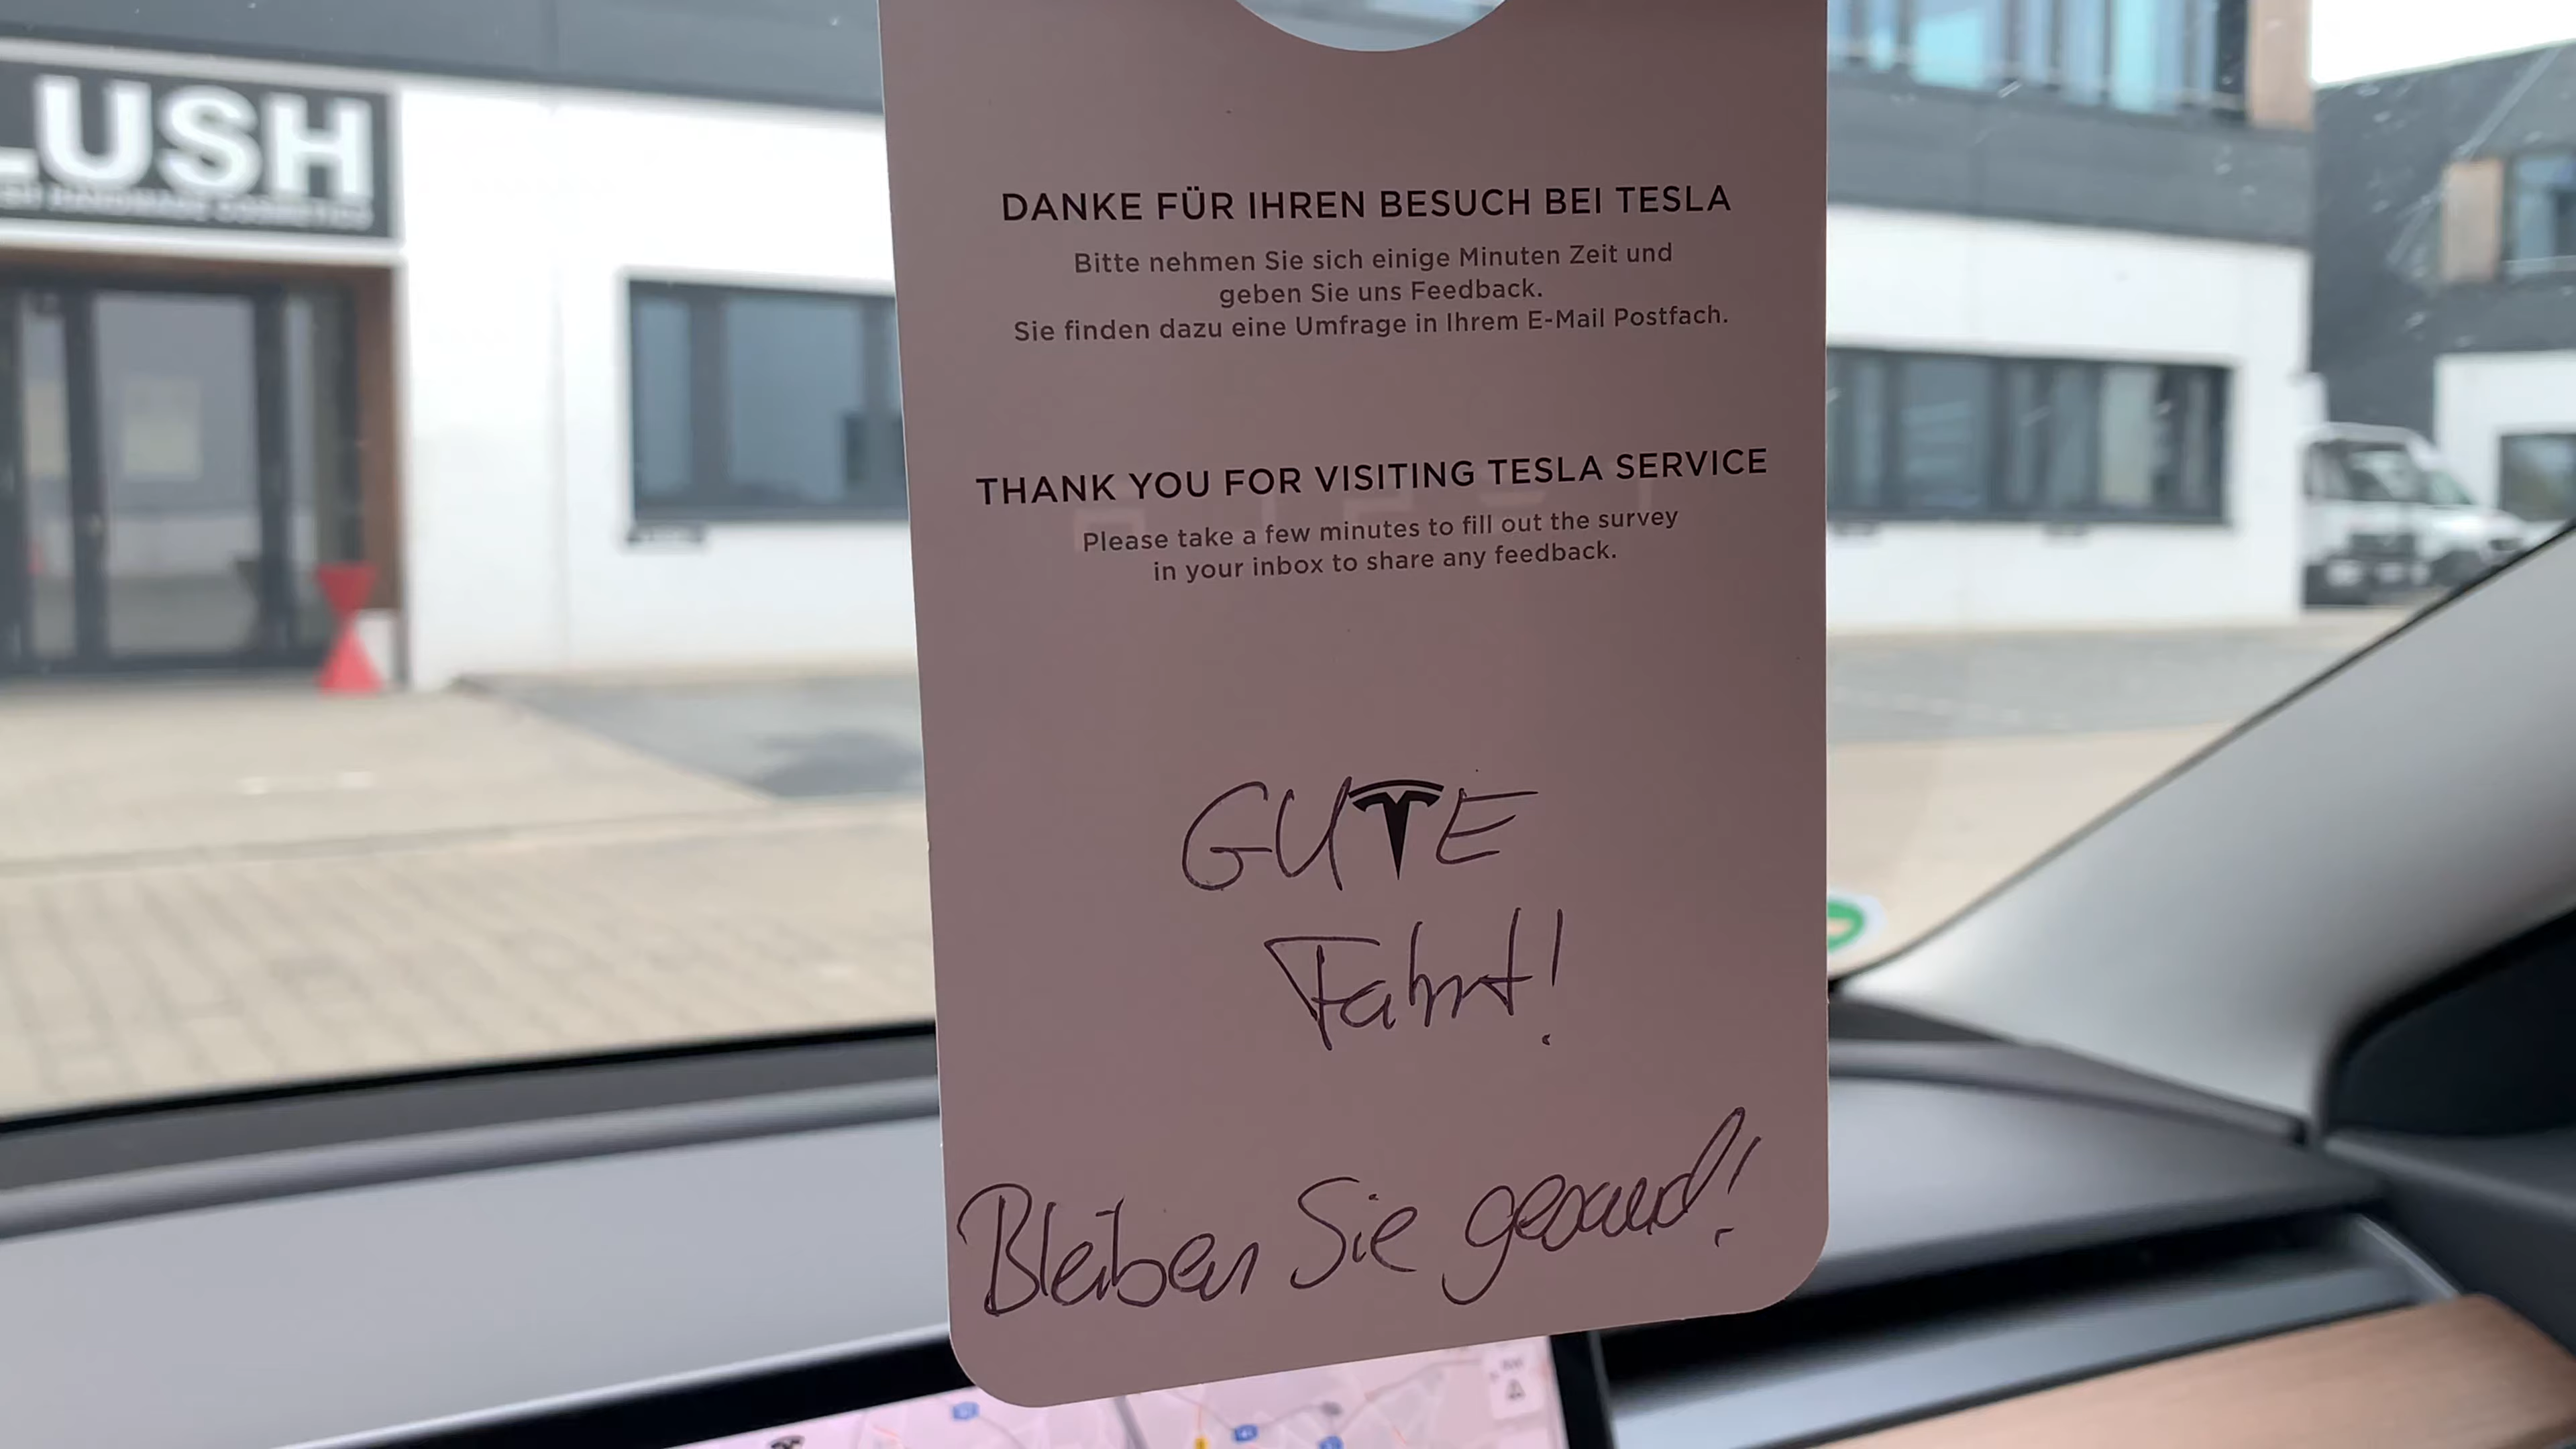 LUSH
HANDMADE COSMETICS
DANKE FÜR IHREN BESUCH BEI TESLA
Bitte nehmen Sie sich einige Minuten Zeit und
geben Sie uns Feedback.
Sie finden dazu eine Umfrage in Ihrem E-Mail Postfach.
THANK YOU FOR VISITING TESLA SERVICE
Please take a few minutes to fill out the survey
in your inbox to share any feedback.
GUTE
Fahrt!
Bleiben Sie gesund!